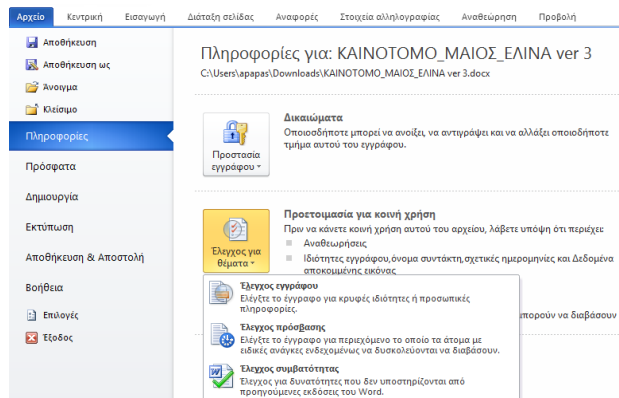 Αρχείο Κεντρική Εισαγωγή Διάταξη σελίδας Αναφορές Στοιχεία αλληλογραφίας Αναθεώρηση Προβολή
Αποθήκευση
Αποθήκευση ως
Άνοιγμα
Κλείσιμο
Πληροφορίες
Πρόσφατα
Δημιουργία
Εκτύπωση
Αποθήκευση & Αποστολή
Βοήθεια
Επιλογές
Έξοδος
Πληροφορίες για: ΚΑΙΝΟΤΟΜΟ_ΜΑΙΟΣ_ΕΛΙΝΑ ver 3
C:\Users\apapas\Downloads\ΚΑΙΝΟΤΟΜΟ_ΜΑΙΟΣ_ΕΛΙΝΑ ver 3.docx
Προστασία
εγγράφου
Δικαιώματα
Οποιοσδήποτε μπορεί να ανοίξει, να αντιγράψει και να αλλάξει οποιοδήποτε
τμήμα αυτού του εγγράφου.
Έλεγχος για
θέματα
Προετοιμασία για κοινή χρήση
Πριν να κάνετε κοινή χρήση αυτού του αρχείου, λάβετε υπόψη ότι περιέχει:
Αναθεωρήσεις
Ιδιότητες εγγράφου,όνομα συντάκτη,σχετικές ημερομηνίες και Δεδομένα
αποκομμένης εικόνας
πορούν να διαβάσουν
Έλεγχος εγγράφου
Ελέγξτε το έγγραφο για κρυφές ιδιότητες ή προσωπικές
πληροφορίες.
Έλεγχος πρόσβασης
Ελέγξτε το έγγραφο για περιεχόμενο το οποίο τα άτομα με
ειδικές ανάγκες ενδεχομένως να δυσκολεύονται να διαβάσουν.
Έλεγχος συμβατότητας
Έλεγχος για δυνατότητες που δεν υποστηρίζονται από
προηγούμενες εκδόσεις του Word.